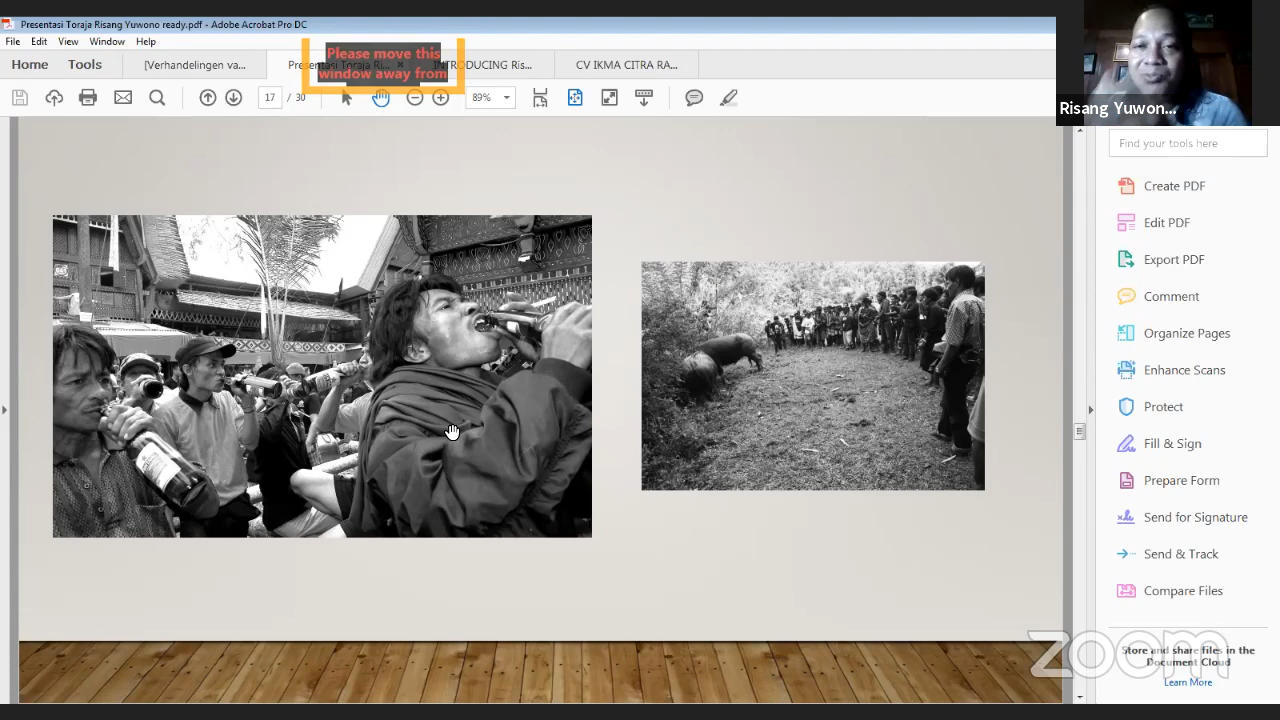 Presentasi Toraja Risang Yuwono ready.pdf - Adobe Acrobat Pro DC
File Edit View Window Help
Please move this
window away from
Home Tools [Verhandelingen va... Presentasi Toraja Ri... × INTRODUCING Ris... CV IKMA CITRA RA...
17 / 30 89%
Risang Yuwon...
Find your tools here
Create PDF
Edit PDF
Export PDF
Comment
Organize Pages
Enhance Scans
Protect
Fill & Sign
Prepare Form
Send for Signature
Send & Track
Compare Files
Store and share files in the
Document Cloud
Learn More
zoom